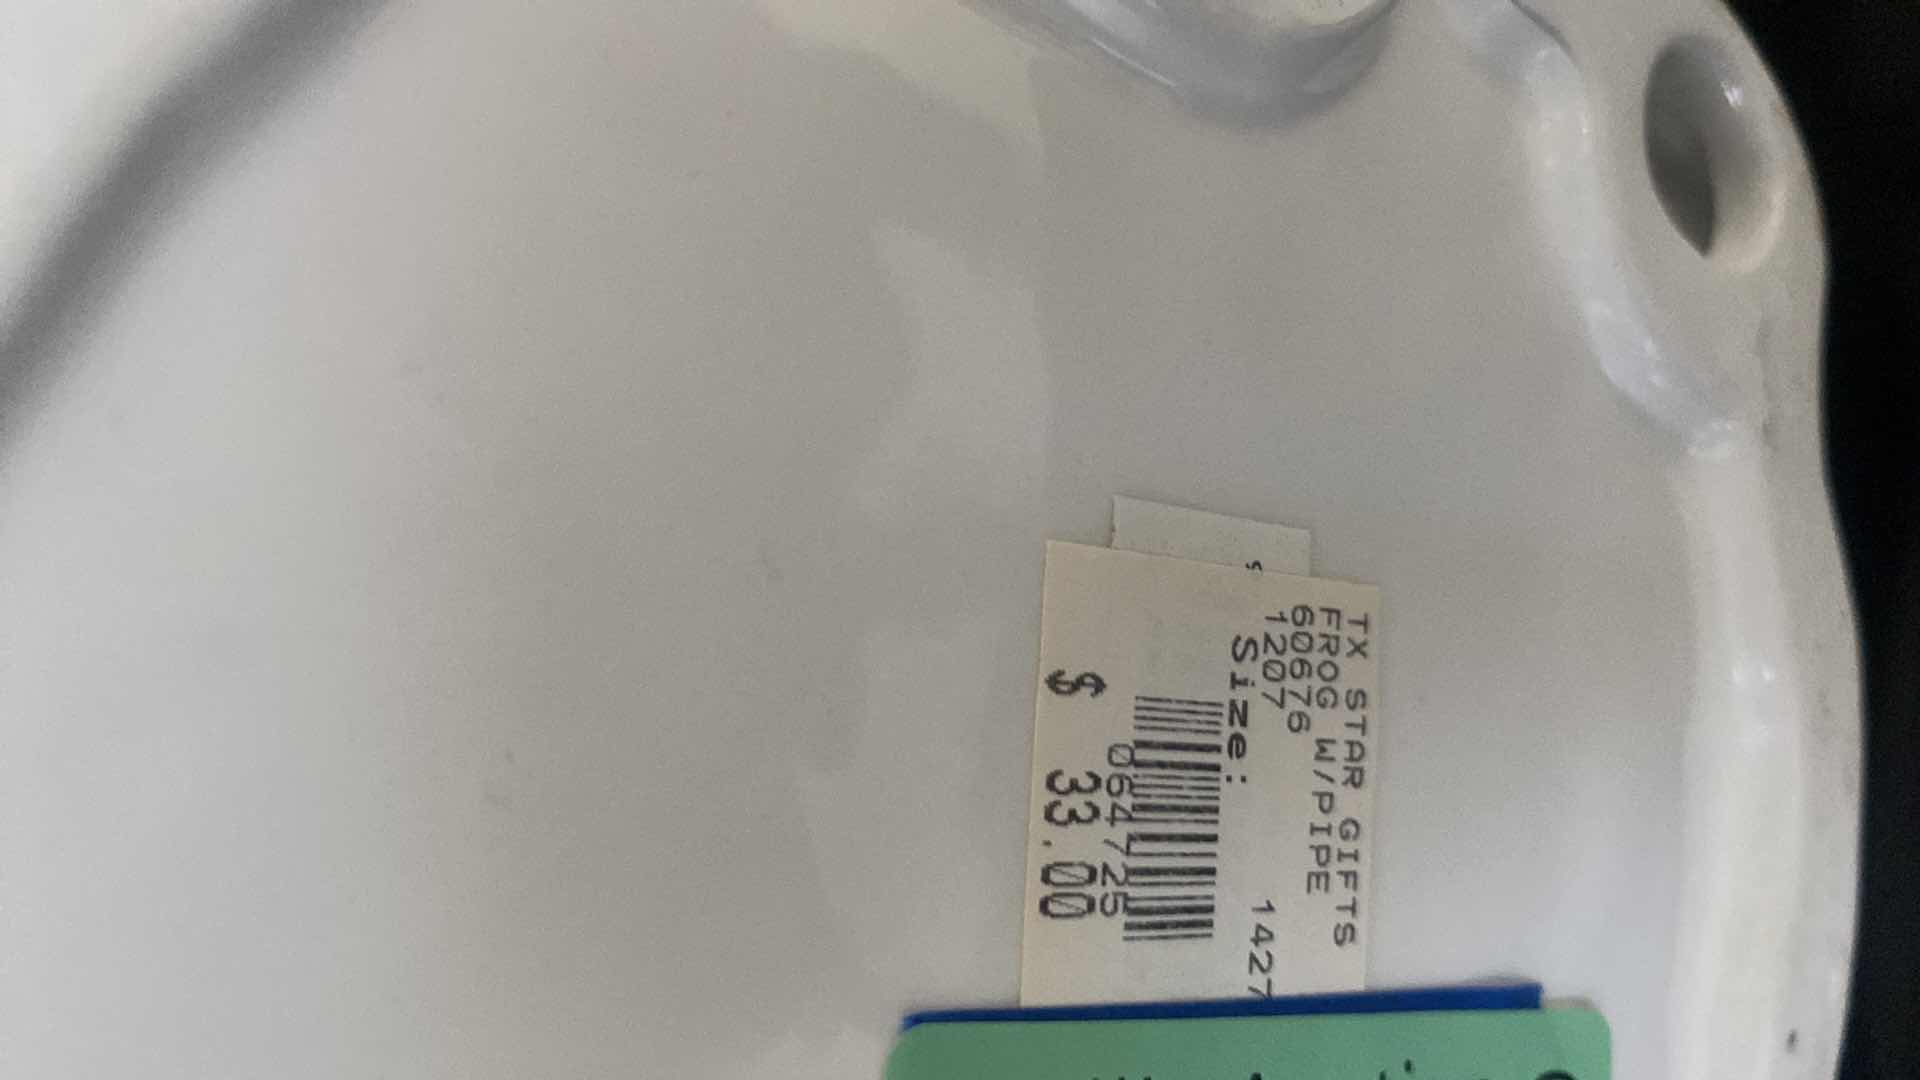 TX STAR GIFTS
FROG W/PIPE
60676
1207
1427
Size:
064725
$ 33.00